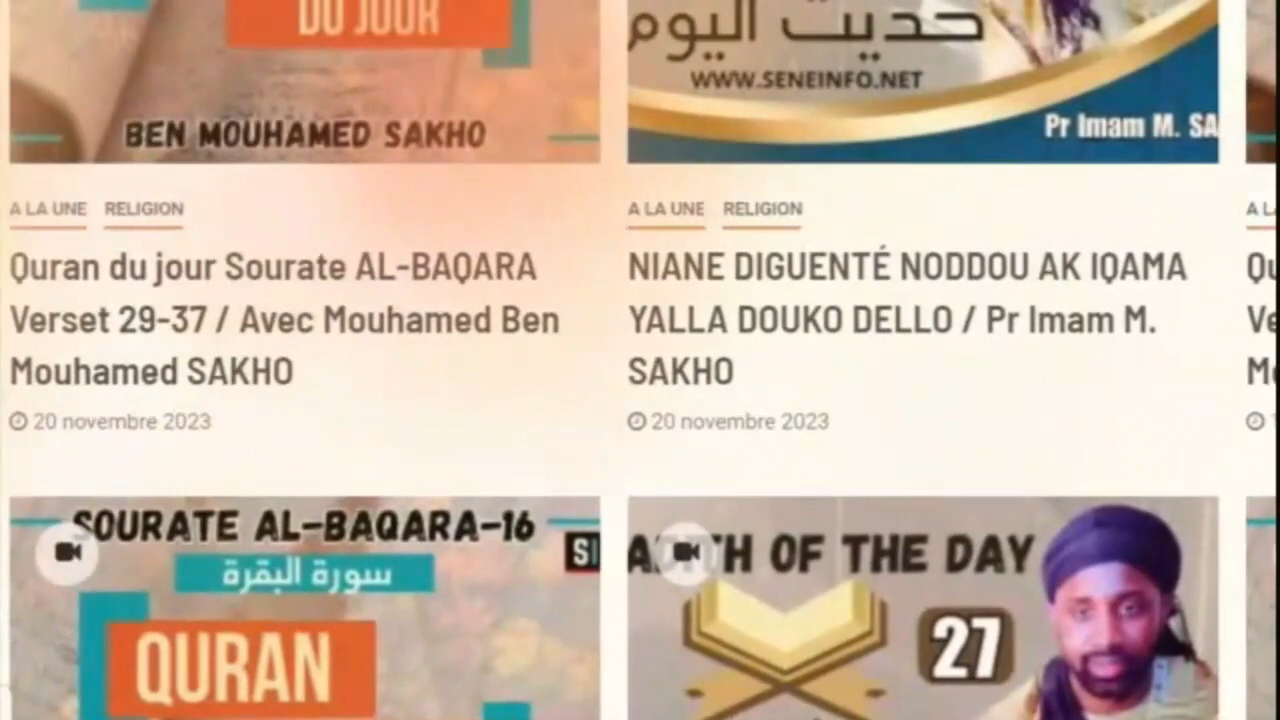 DU JOUR
BEN MOUHAMED SAKHO
حديث اليوم
WWW.SENEINFO.NET
Pr Imam M. SA
A LA UNE RELIGION
Quran du jour Sourate AL-BAQARA
Verset 29-37 / Avec Mouhamed Ben
Mouhamed SAKHO
20 novembre 2023
A LA UNE RELIGION
NIANE DIGUENTÉ NODDOU AK IQAMA
YALLA DOUKO DELLO / Pr Imam M.
SAKHO
20 novembre 2023
SOURATE AL-BAQARA-16
سورة البقرة
QURAN
OF THE DAY
27